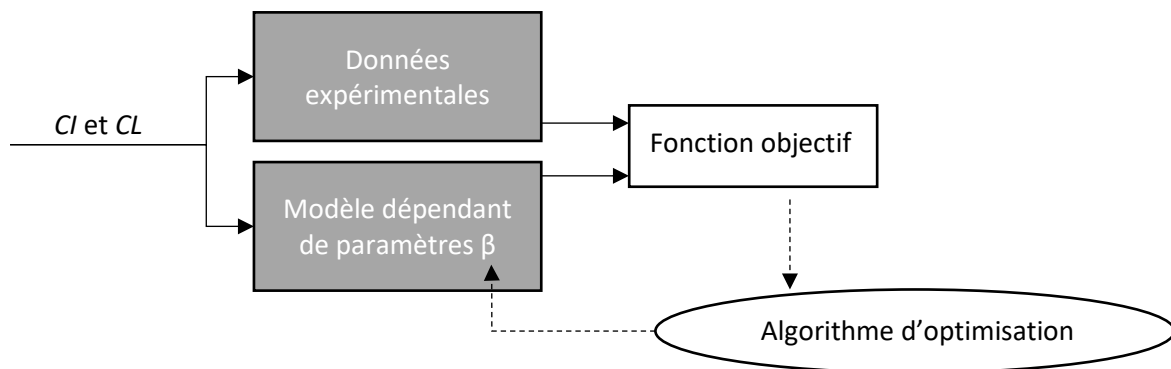 Données
expérimentales
CI et CL
Fonction objectif
Modèle dépendant
de paramètres β
Algorithme d’optimisation